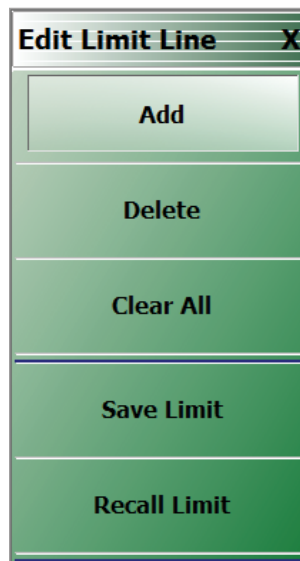 Edit Limit Line X
Add
Delete
Clear All
Save Limit
Recall Limit